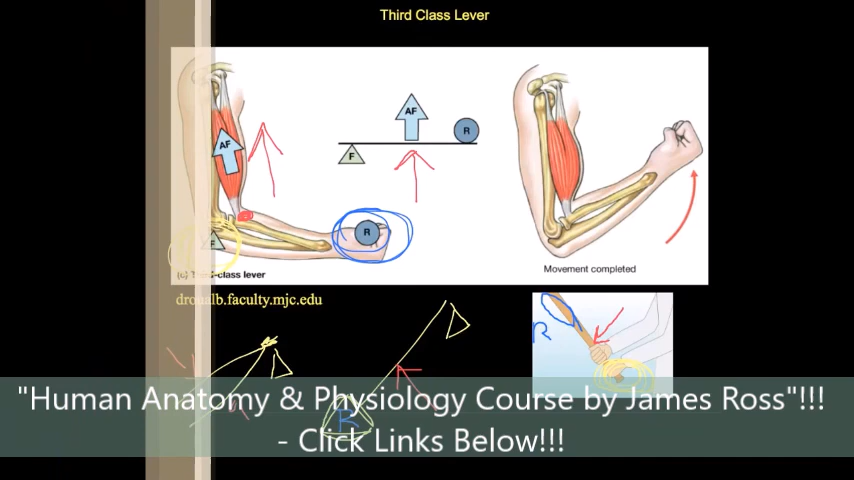 Third Class Lever
AF
AF
R
F
R
F
(c) Third-class lever
Movement completed
droualb.faculty.mjc.edu
R
R
"Human Anatomy & Physiology Course by James Ross"!!!
- Click Links Below!!!